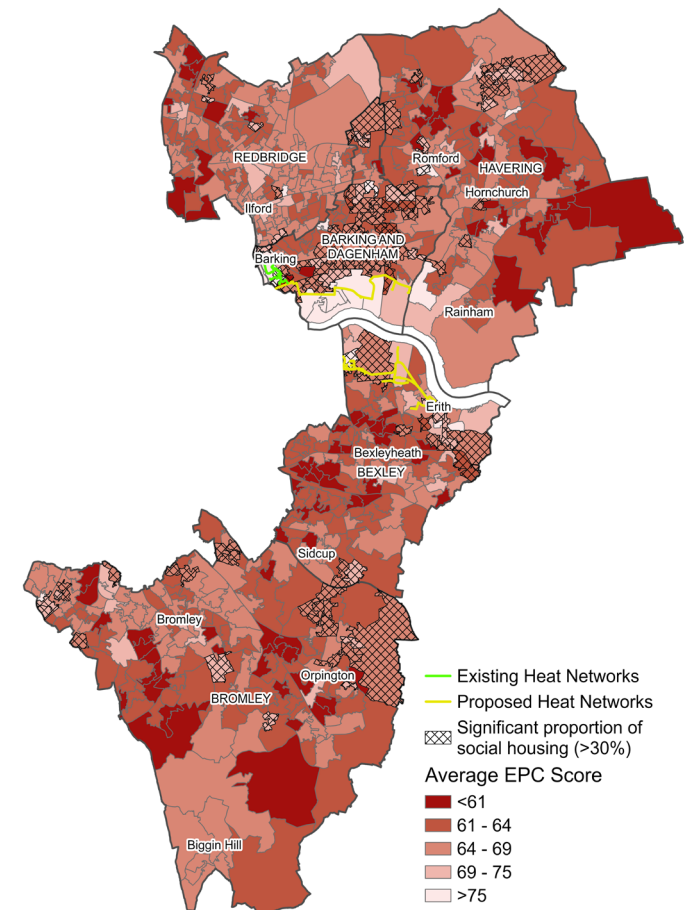 REDBRIDGE
Romford
HAVERING
Hornchurch
Ilford
BARKING AND
DAGENHAM
Barking
Rainham
Erith
Bexleyheath
BEXLEY
Sidcup
Bromley
Orpington
BROMLEY
Biggin Hill
Existing Heat Networks
Proposed Heat Networks
Significant proportion of
social housing (>30%)
Average EPC Score
<61
61 - 64
64 - 69
69 - 75
>75